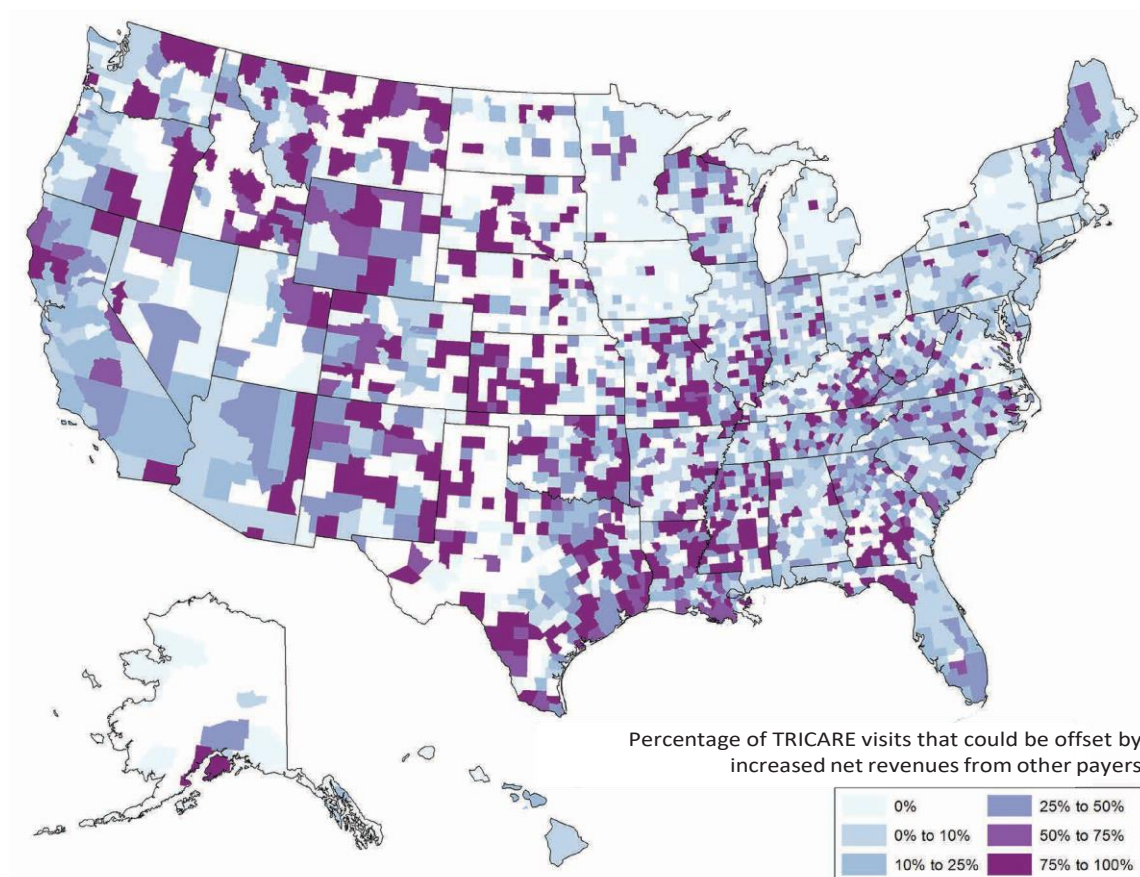 Percentage of TRICARE visits that could be offset by
increased net revenues from other payers
0%
25% to 50%
0% to 10%
50% to 75%
10% to 25%
75% to 100%